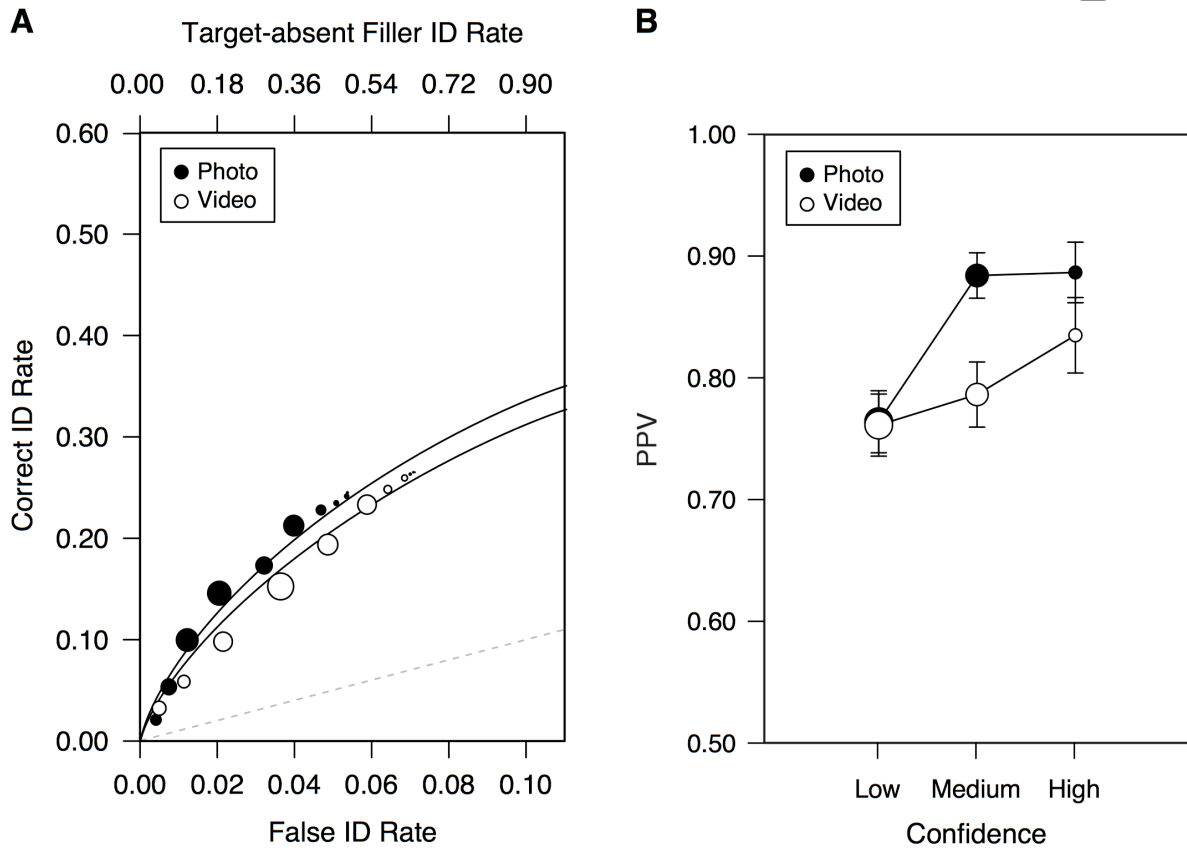 A
Target-absent Filler ID Rate
0.00 0.18 0.36 0.54 0.72 0.90
0.60
0.50
0.40
0.30
0.20
0.10
0.00
Correct ID Rate
Photo
Video
0.00 0.02 0.04 0.06 0.08 0.10
False ID Rate
B
1.00
0.90
0.80
0.70
0.60
0.50
PPV
Photo
Video
Low Medium High
Confidence